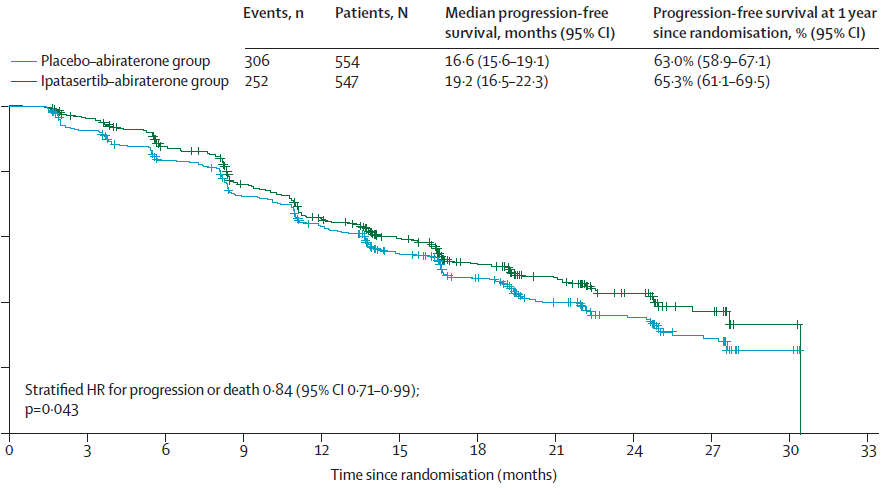 Events, n Patients, N Median progression-free Progression-free survival at 1 year
survival, months (95% CI) since randomisation, % (95% CI)
Placebo–abiraterone group 306 554 16·6 (15·6–19·1) 63·0% (58·9–67·1)
Ipatasertib–abiraterone group 252 547 19·2 (16·5–22·3) 65·3% (61·1–69·5)
Stratified HR for progression or death 0·84 (95% CI 0·71–0·99);
p=0·043
0 3 6 9 12 15 18 21 24 27 30 33
Time since randomisation (months)